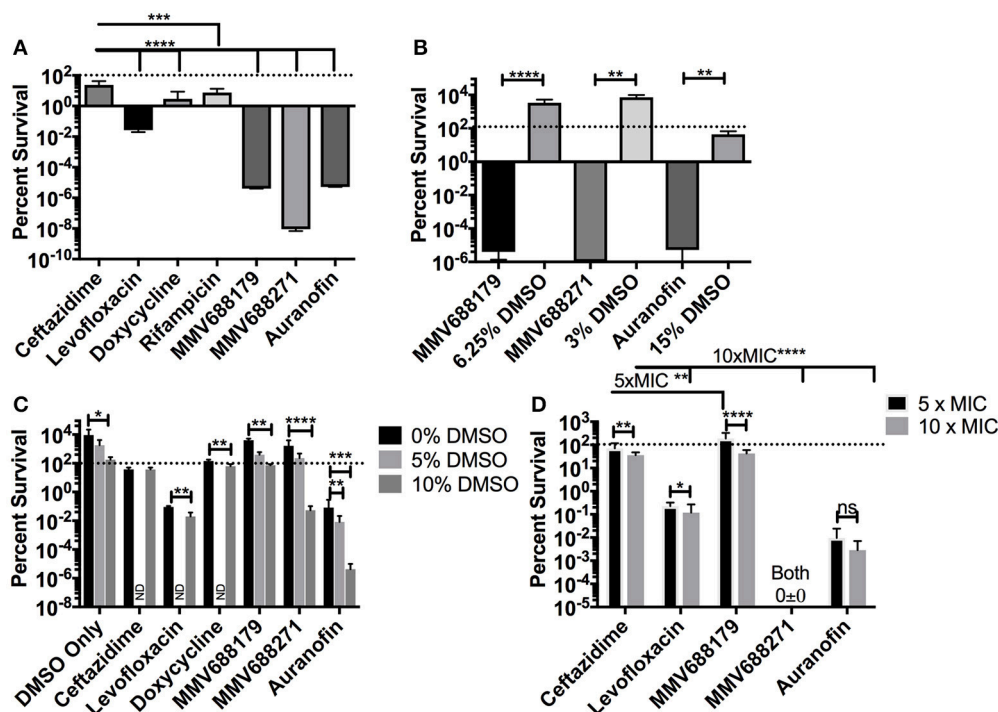 A
***
****
Percent Survival
10^2
10^0
10^-2
10^-4
10^-6
10^-8
10^-10
Ceftazidime
Levofloxacin
Doxycycline
Rifampicin
MMV688179
MMV688271
Auranofin
B
**** ** **
Percent Survival
10^4
10^2
10^0
10^-2
10^-4
10^-6
MMV688179
6.25% DMSO
MMV688271
3% DMSO
Auranofin
15% DMSO
C
* ** ** ** **** *** **
Percent Survival
10^4
10^2
10^0
10^-2
10^-4
10^-6
10^-8
ND ND ND
DMSO Only
Ceftazidime
Levofloxacin
Doxycycline
MMV688179
MMV688271
Auranofin
0% DMSO
5% DMSO
10% DMSO
D
10xMIC****
5xMIC **
** * **** ns
Percent Survival
10^3
10^2
10^1
10^0
10^-1
10^-2
10^-3
10^-4
10^-5
Both
0±0
Ceftazidime
Levofloxacin
MMV688179
MMV688271
Auranofin
5 x MIC
10 x MIC